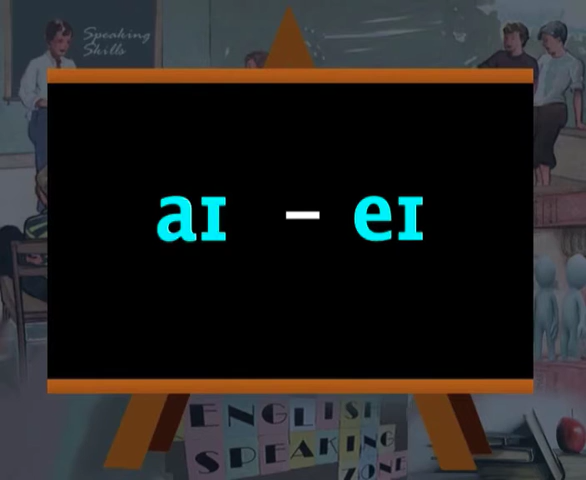 Speaking
Skills
aɪ – eɪ
ENGLISH
SPEAKING
ZONE